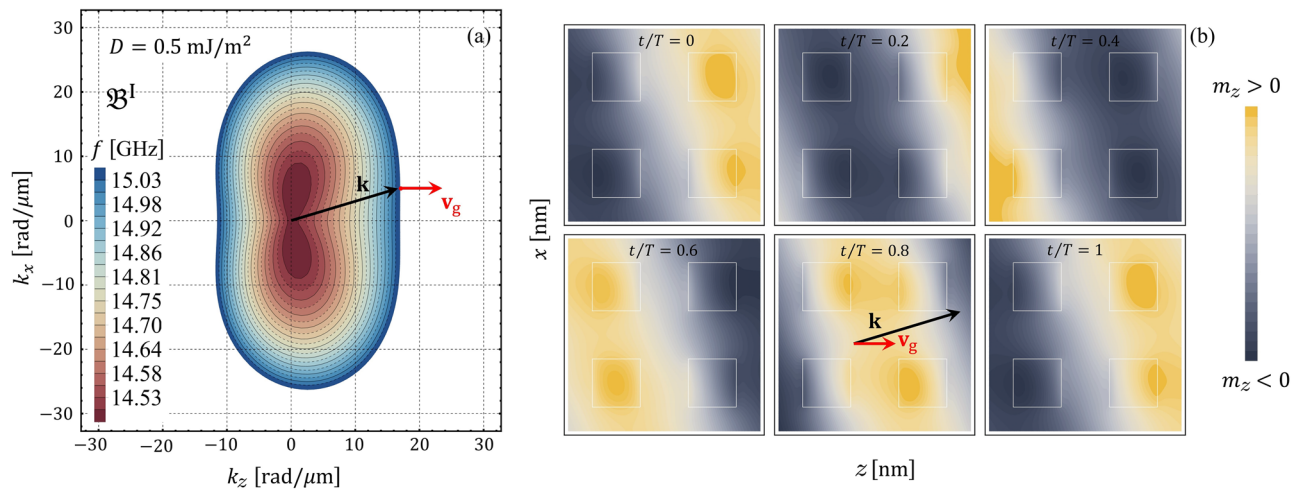 (a)
D = 0.5 mJ/m²
𝔅ᴵ
f [GHz]
15.03
14.98
14.92
14.86
14.81
14.75
14.70
14.64
14.58
14.53
k
v_g
30
20
10
0
−10
−20
−30
k_x [rad/μm]
−30
−20
−10
0
10
20
30
k_z [rad/μm]
(b)
t/T = 0
t/T = 0.2
t/T = 0.4
t/T = 0.6
t/T = 0.8
t/T = 1
k
v_g
x [nm]
z [nm]
m_z > 0
m_z < 0